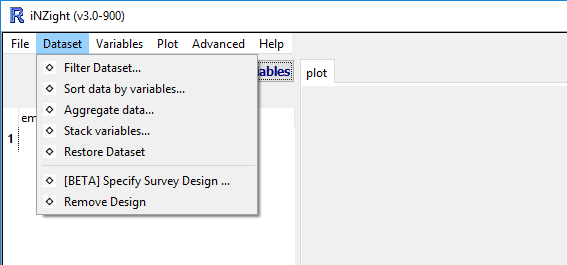 iNZight (v3.0-900)
File Dataset Variables Plot Advanced Help
Filter Dataset...
Sort data by variables...
Aggregate data...
Stack variables...
Restore Dataset
[BETA] Specify Survey Design ...
Remove Design
ables
plot
em
1